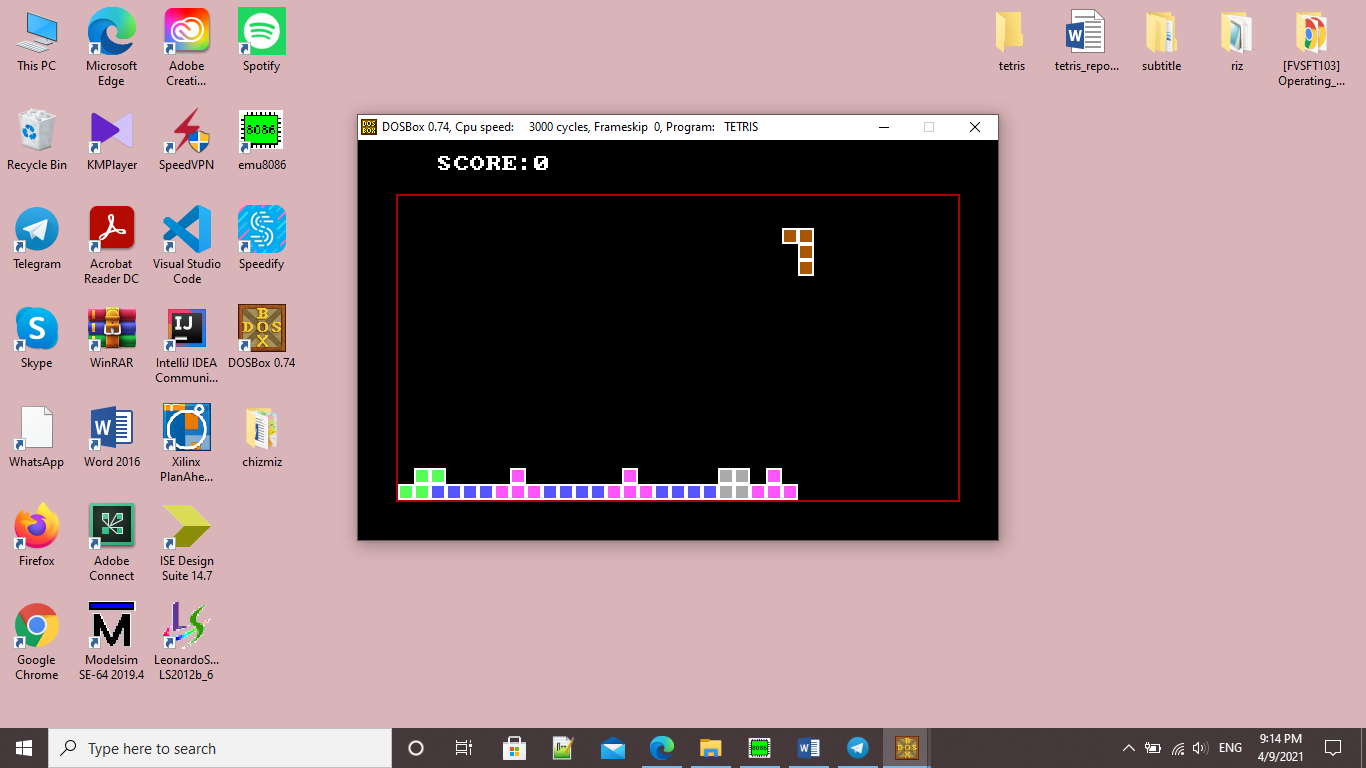 This PC
Microsoft
Edge
Adobe
Creati...
Spotify
tetris
W
tetris_repo...
subtitle
riz
[FVSFT103]
Operating_...
DOSBox 0.74, Cpu speed: 3000 cycles, Frameskip 0, Program: TETRIS
SCORE:0
Recycle Bin
KMPlayer
SpeedVPN
8086
emu8086
Telegram
Acrobat
Reader DC
Visual Studio
Code
Speedify
S
Skype
WinRAR
IJ
IntelliJ IDEA
Communi...
DOS
BOX
DOSBox 0.74
WhatsApp
W
Word 2016
Xilinx
PlanAhe...
chizmiz
Firefox
Adobe
Connect
ISE Design
Suite 14.7
Google
Chrome
M
Modelsim
SE-64 2019.4
LS
LeonardoS...
LS2012b_6
Type here to search
8086
W
ENG
9:14 PM
4/9/2021